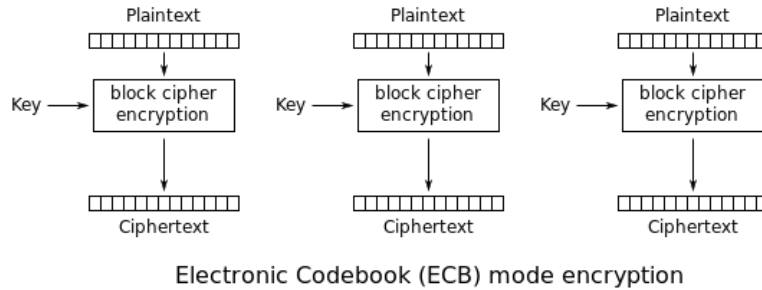 Plaintext
Plaintext
Plaintext
Key
block cipher
encryption
Key
block cipher
encryption
Key
block cipher
encryption
Ciphertext
Ciphertext
Ciphertext
Electronic Codebook (ECB) mode encryption